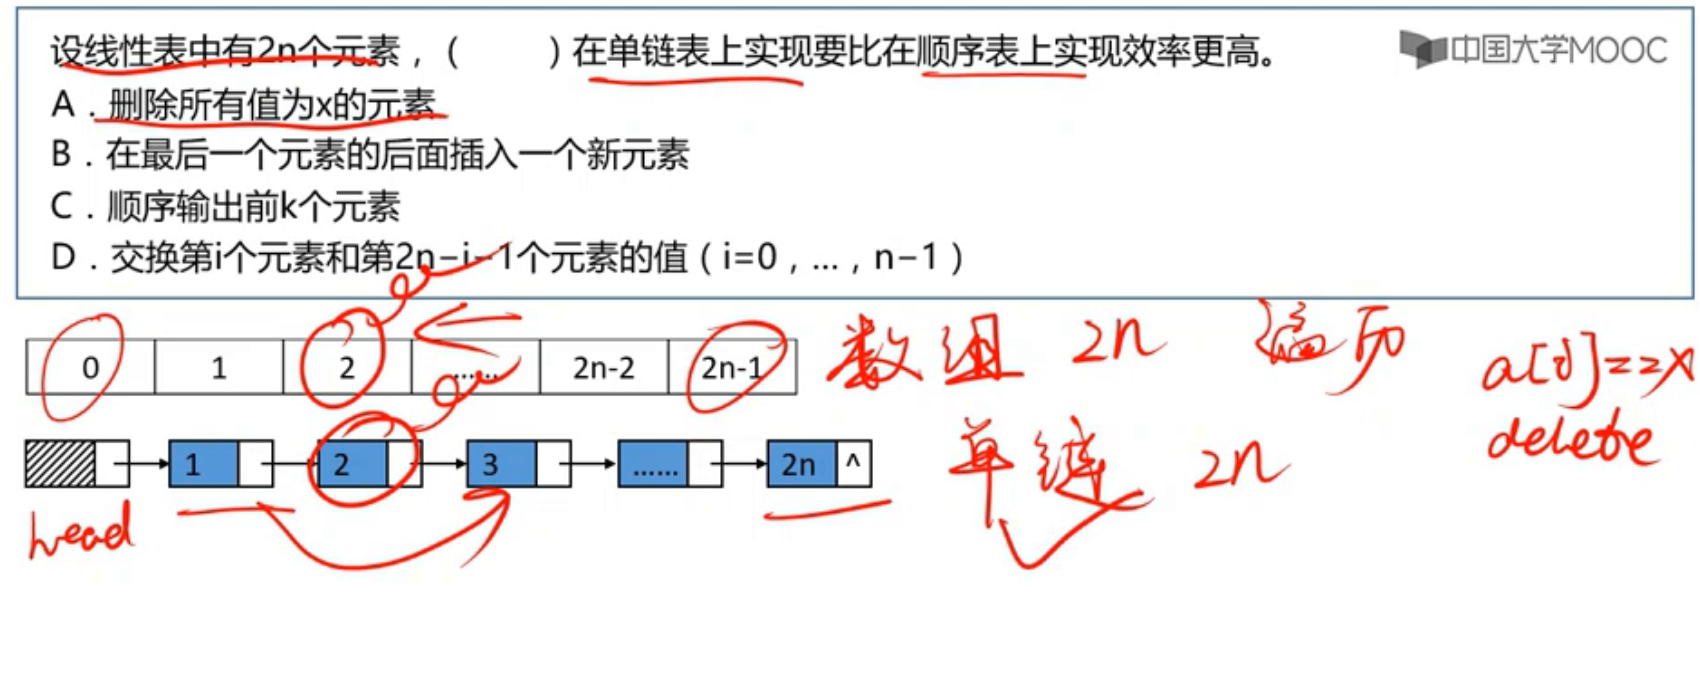 设线性表中有2n个元素，（　　）在单链表上实现要比在顺序表上实现效率更高。
中国大学MOOC
A．删除所有值为x的元素
B．在最后一个元素的后面插入一个新元素
C．顺序输出前k个元素
D．交换第i个元素和第2n−i−1个元素的值（i=0，…，n−1）
0 1 2 …… 2n-2 2n-1
数组 2n 遍历
a[i]==x
delete
1 2 3 …… 2n ^
单链 2n
head